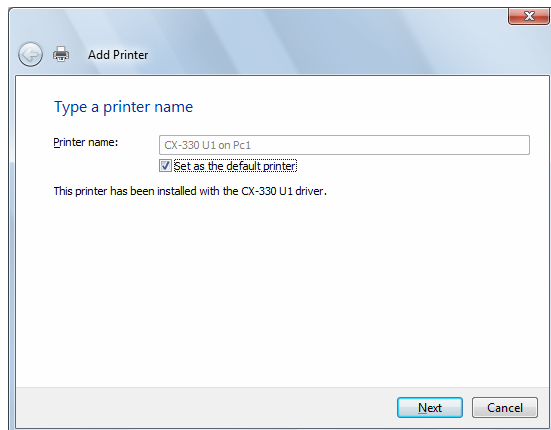 Add Printer
Type a printer name
Printer name:
CX-330 U1 on Pc1
Set as the default printer
This printer has been installed with the CX-330 U1 driver.
Next
Cancel